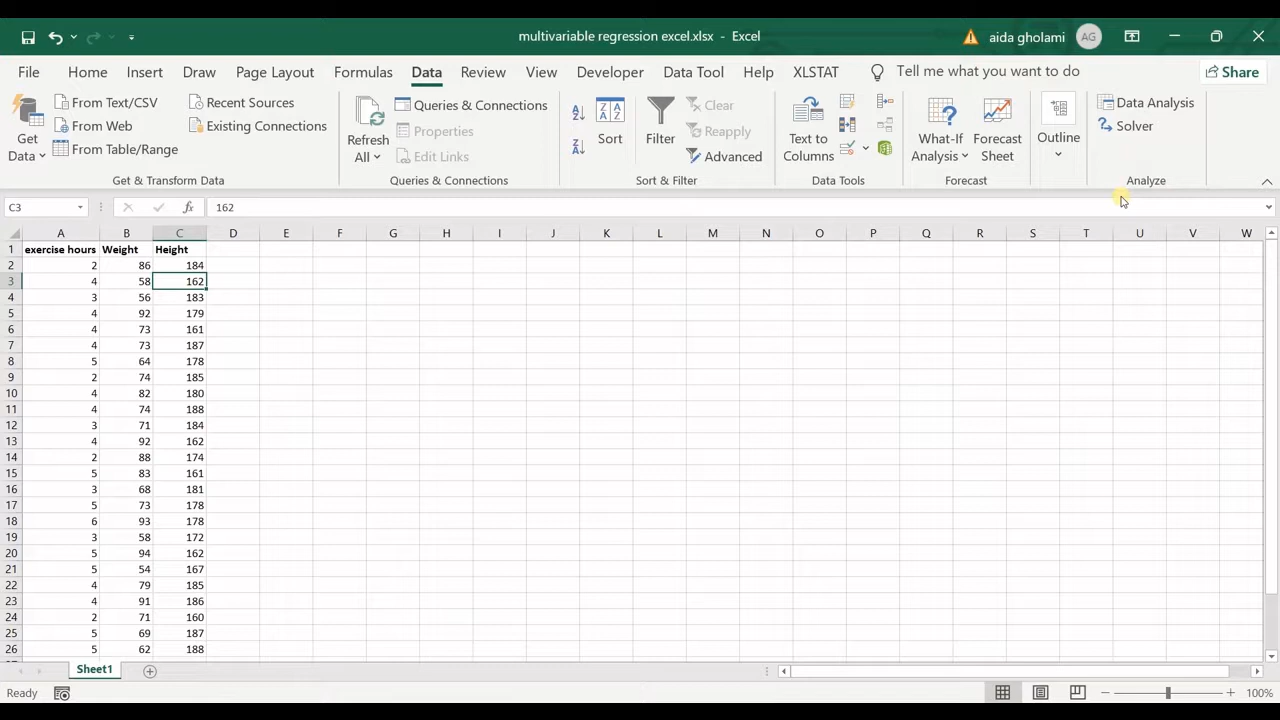 multivariable regression excel.xlsx - Excel
aida gholami AG
File Home Insert Draw Page Layout Formulas Data Review View Developer Data Tool Help XLSTAT Tell me what you want to do Share
Get Data
From Text/CSV
From Web
From Table/Range
Recent Sources
Existing Connections
Get & Transform Data
Refresh All
Queries & Connections
Properties
Edit Links
Queries & Connections
Sort
Filter
Clear
Reapply
Advanced
Sort & Filter
Text to Columns
Data Tools
What-If Analysis
Forecast Sheet
Forecast
Outline
Data Analysis
Solver
Analyze
C3 fx 162
A B C D E F G H I J K L M N O P Q R S T U V W
1 exercise hours Weight Height
2 2 86 184
3 4 58 162
4 3 56 183
5 4 92 179
6 4 73 161
7 4 73 187
8 5 64 178
9 2 74 185
10 4 82 180
11 4 74 188
12 3 71 184
13 4 92 162
14 2 88 174
15 5 83 161
16 3 68 181
17 5 73 178
18 6 93 178
19 3 58 172
20 5 94 162
21 5 54 167
22 4 79 185
23 4 91 186
24 2 71 160
25 5 69 187
26 5 62 188
Sheet1
Ready 100%